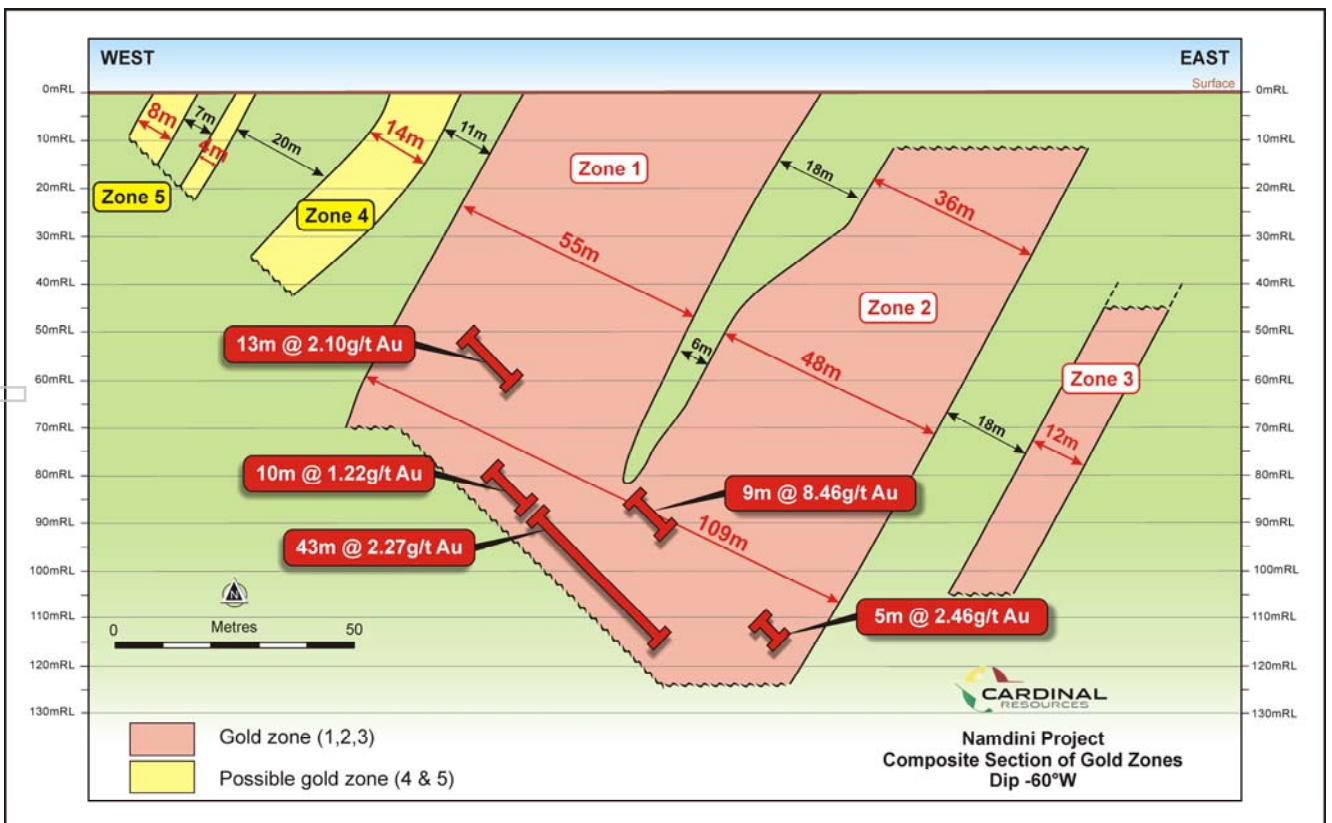 WEST
EAST
Surface
0mRL
0mRL
8m
7m
4m
20m
14m
11m
10mRL
10mRL
Zone 1
18m
36m
20mRL
20mRL
Zone 5
Zone 4
30mRL
30mRL
55m
40mRL
40mRL
Zone 2
50mRL
50mRL
13m @ 2.10g/t Au
6m
48m
60mRL
60mRL
Zone 3
70mRL
70mRL
18m
12m
80mRL
80mRL
10m @ 1.22g/t Au
9m @ 8.46g/t Au
90mRL
90mRL
109m
43m @ 2.27g/t Au
100mRL
100mRL
110mRL
110mRL
5m @ 2.46g/t Au
N
0
Metres
50
120mRL
120mRL
CARDINAL
RESOURCES
130mRL
130mRL
Gold zone (1,2,3)
Possible gold zone (4 & 5)
Namdini Project
Composite Section of Gold Zones
Dip -60°W